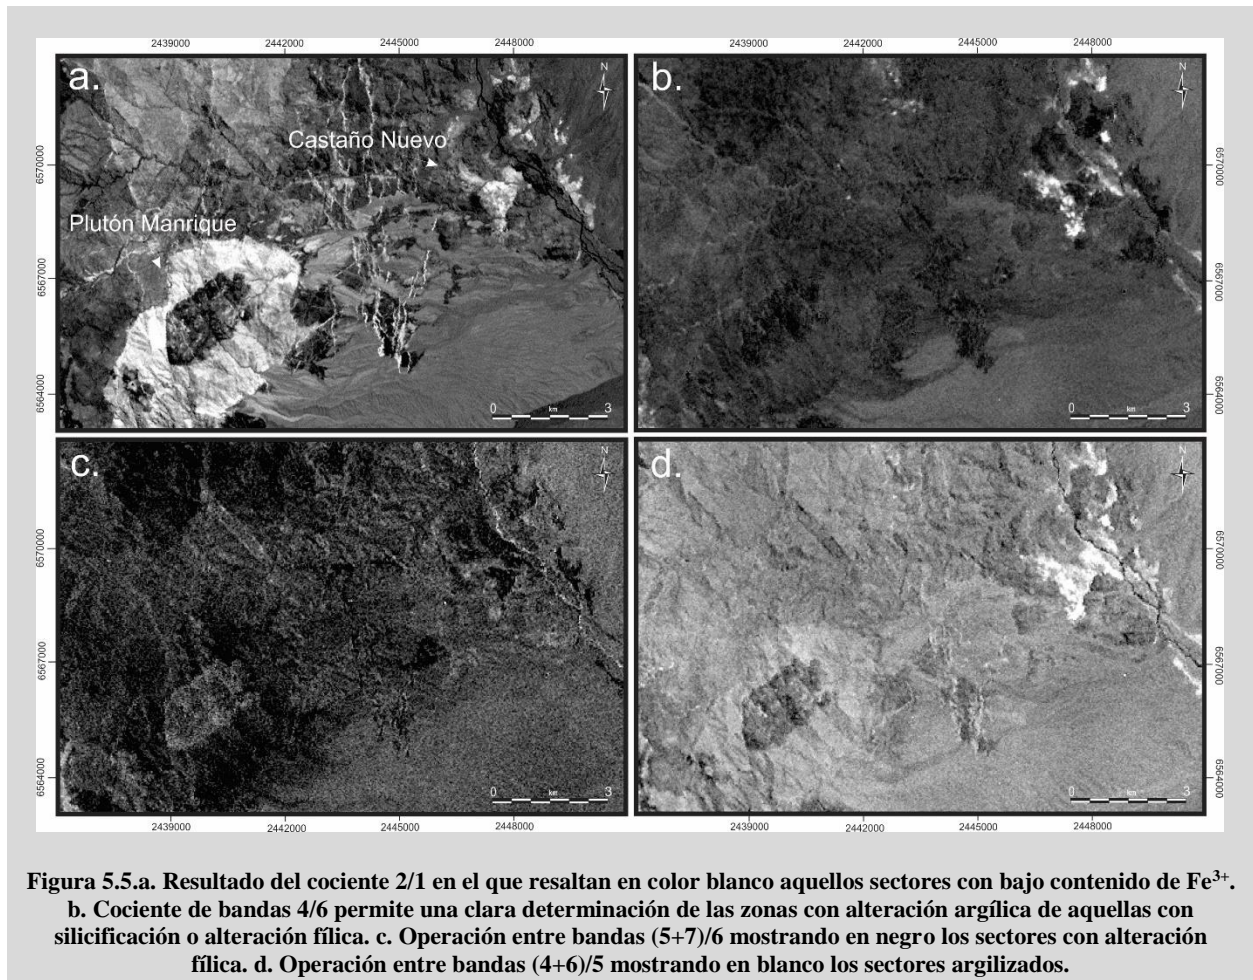 2439000 2442000 2445000 2448000
2439000 2442000 2445000 2448000
a.
N
Castaño Nuevo
Plutón Manrique
6570000
6567000
6564000
0 km 3
b.
N
6570000
6567000
6564000
0 km 3
c.
N
6570000
6567000
6564000
0 km 3
d.
N
6570000
6567000
6564000
0 km 3
2439000 2442000 2445000 2448000
2439000 2442000 2445000 2448000
Figura 5.5.a. Resultado del cociente 2/1 en el que resaltan en color blanco aquellos sectores con bajo contenido de Fe³⁺.
b. Cociente de bandas 4/6 permite una clara determinación de las zonas con alteración argílica de aquellas con
silicificación o alteración fílica. c. Operación entre bandas (5+7)/6 mostrando en negro los sectores con alteración
fílica. d. Operación entre bandas (4+6)/5 mostrando en blanco los sectores argilizados.